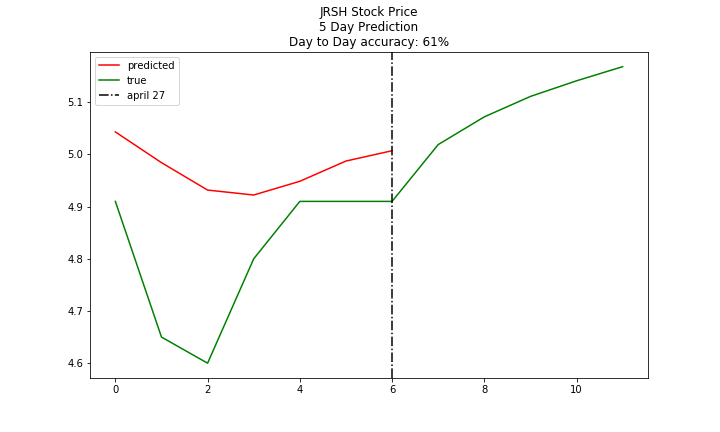 JRSH Stock Price
5 Day Prediction
Day to Day accuracy: 61%
predicted
true
april 27
5.1
5.0
4.9
4.8
4.7
4.6
0 2 4 6 8 10